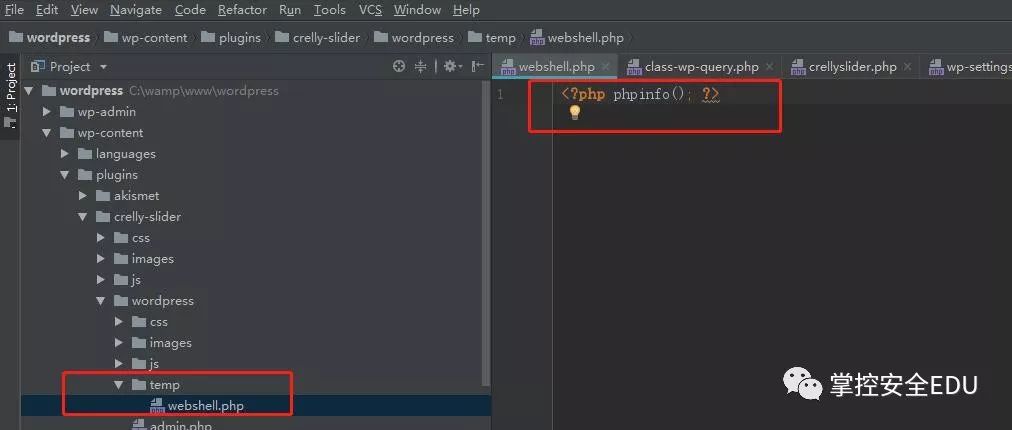 File Edit View Navigate Code Refactor Run Tools VCS Window Help
wordpress wp-content plugins crelly-slider wordpress temp webshell.php
1: Project
Project
webshell.php class-wp-query.php crellyslider.php wp-settings
wordpress C:\wamp\www\wordpress
1 <?php phpinfo(); ?>
wp-admin
wp-content
languages
plugins
akismet
crelly-slider
css
images
js
wordpress
css
images
js
temp
webshell.php
admin.php
掌控安全EDU